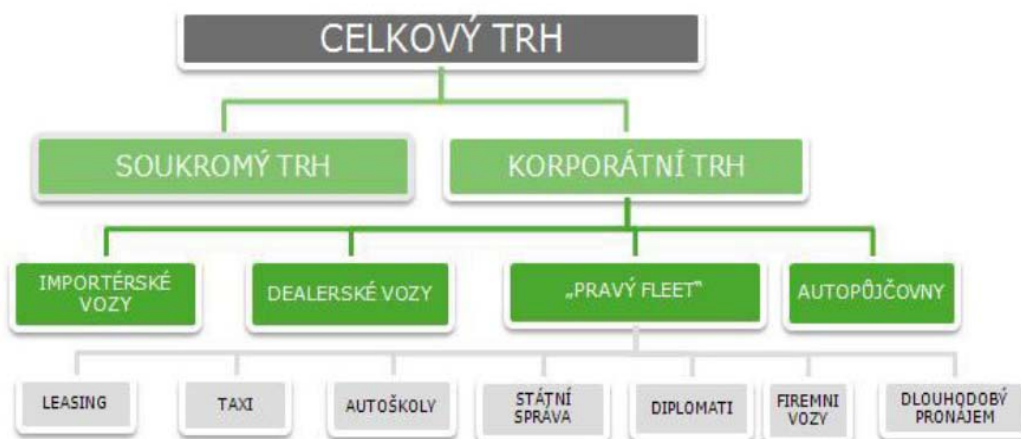 CELKOVÝ TRH
SOUKROMÝ TRH
KORPORÁTNÍ TRH
IMPORTÉRSKÉ
VOZY
DEALERSKÉ VOZY
„PRAVÝ FLEET“
AUTOPŮJČOVNY
LEASING
TAXI
AUTOŠKOLY
STÁTNÍ
SPRÁVA
DIPLOMATI
FIREMNI
VOZY
DLOUHODOBÝ
PRONÁJEM